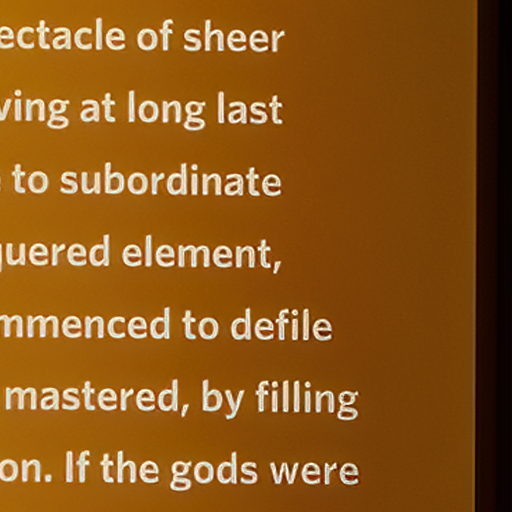 ectacle of sheer
ving at long last
to subordinate
quered element,
mmenced to defile
mastered, by filling
on. If the gods were